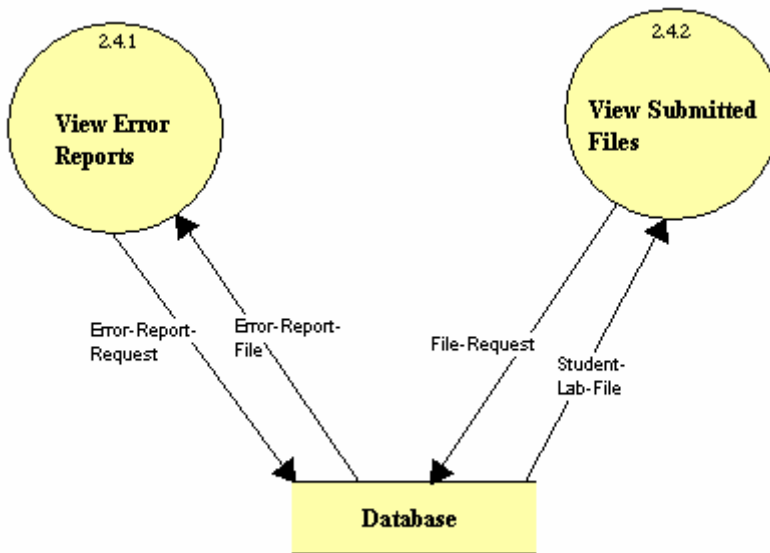 2.4.1
View Error
Reports
2.4.2
View Submitted
Files
Error-Report-
Request
Error-Report-
File
File-Request
Student-
Lab-File
Database